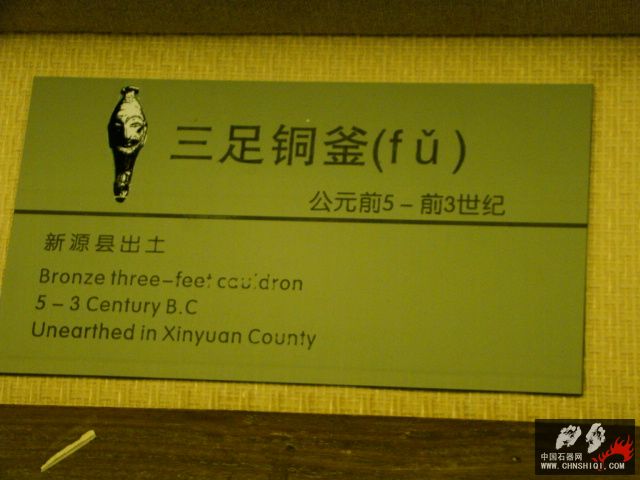 三足铜釜(fǔ)
公元前5－前3世纪
新源县出土
Bronze three-feet cauldron
5 - 3 Century B.C
Unearthed in Xinyuan County
中国石器网
WWW.CHNSHIQI.COM